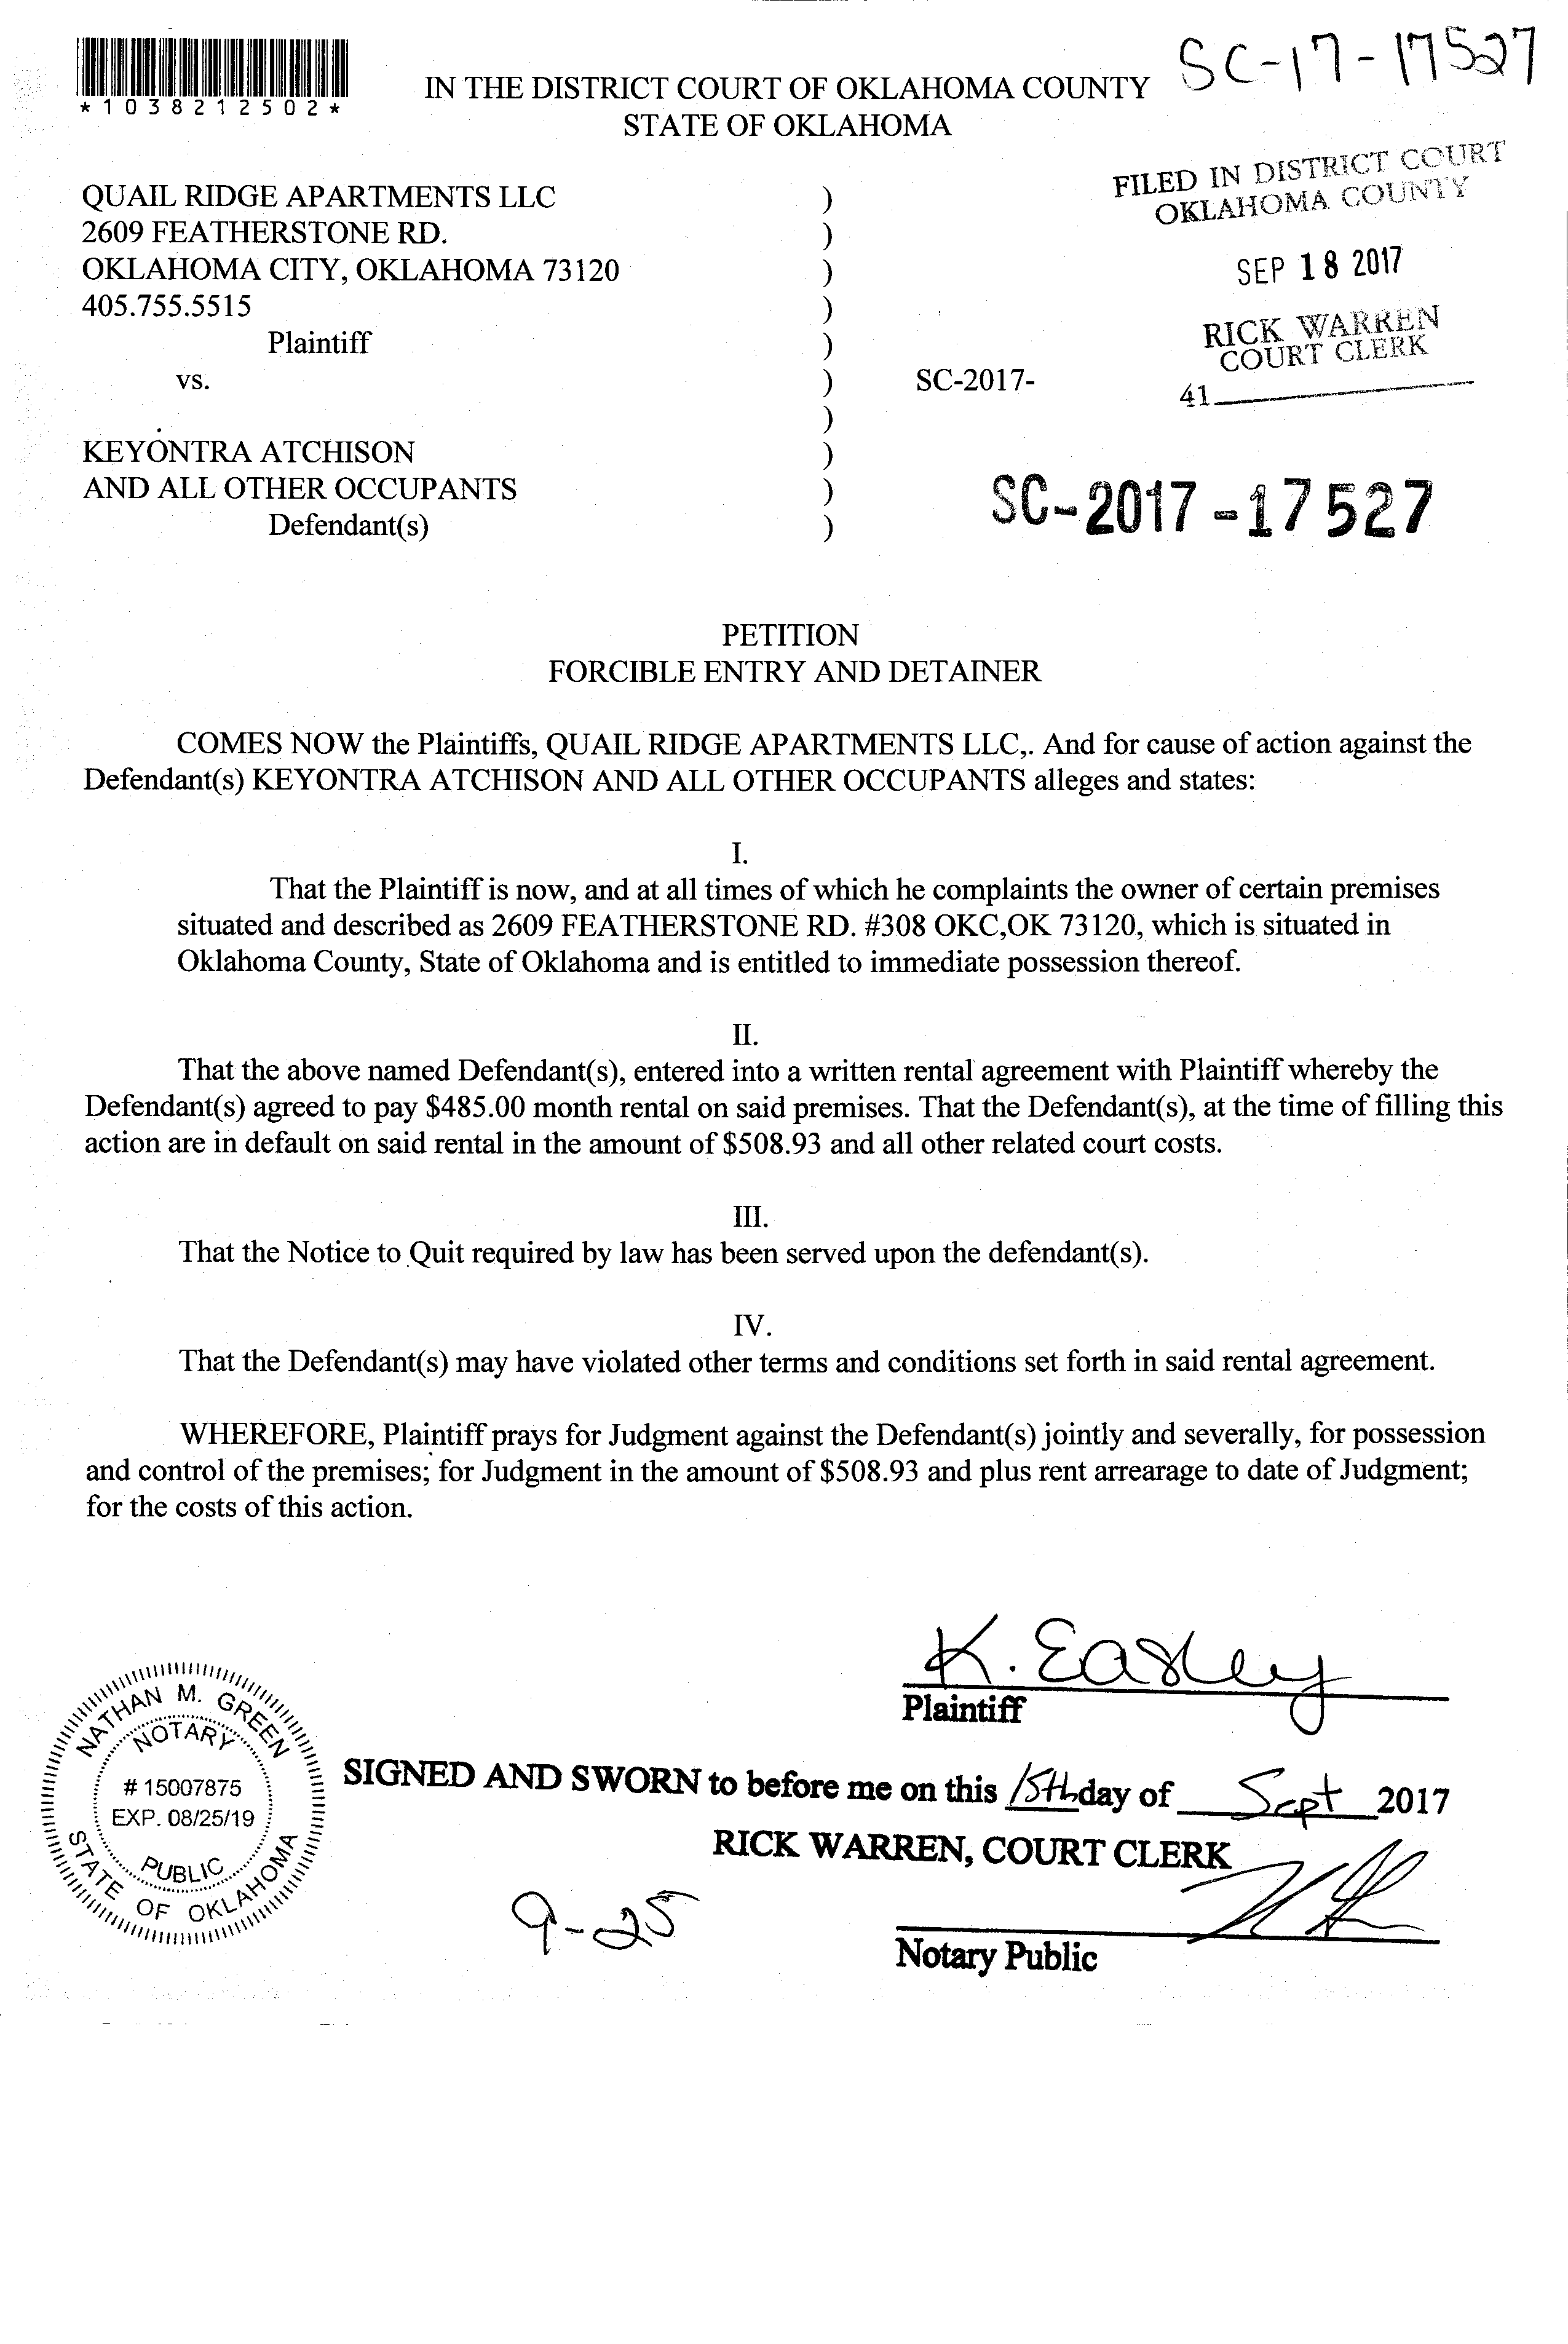 SC-17-17527
*1038212502*
IN THE DISTRICT COURT OF OKLAHOMA COUNTY
STATE OF OKLAHOMA
FILED IN DISTRICT COURT
OKLAHOMA COUNTY
SEP 18 2017
RICK WARREN
COURT CLERK
41
QUAIL RIDGE APARTMENTS LLC )
2609 FEATHERSTONE RD. )
OKLAHOMA CITY, OKLAHOMA 73120 )
405.755.5515 )
Plaintiff )
vs. ) SC-2017-
)
KEYONTRA ATCHISON )
AND ALL OTHER OCCUPANTS )
Defendant(s) )
SC-2017-17527
PETITION
FORCIBLE ENTRY AND DETAINER
COMES NOW the Plaintiffs, QUAIL RIDGE APARTMENTS LLC,. And for cause of action against the
Defendant(s) KEYONTRA ATCHISON AND ALL OTHER OCCUPANTS alleges and states:
I.
That the Plaintiff is now, and at all times of which he complaints the owner of certain premises
situated and described as 2609 FEATHERSTONE RD. #308 OKC,OK 73120, which is situated in
Oklahoma County, State of Oklahoma and is entitled to immediate possession thereof.
II.
That the above named Defendant(s), entered into a written rental agreement with Plaintiff whereby the
Defendant(s) agreed to pay $485.00 month rental on said premises. That the Defendant(s), at the time of filling this
action are in default on said rental in the amount of $508.93 and all other related court costs.
III.
That the Notice to Quit required by law has been served upon the defendant(s).
IV.
That the Defendant(s) may have violated other terms and conditions set forth in said rental agreement.
WHEREFORE, Plaintiff prays for Judgment against the Defendant(s) jointly and severally, for possession
and control of the premises; for Judgment in the amount of $508.93 and plus rent arrearage to date of Judgment;
for the costs of this action.
K. Easley
Plaintiff
NATHAN M. GREEN
NOTARY
# 15007875
EXP. 08/25/19
PUBLIC
STATE OF OKLAHOMA
SIGNED AND SWORN to before me on this 15th day of Sept 2017
RICK WARREN, COURT CLERK
9-25
Notary Public